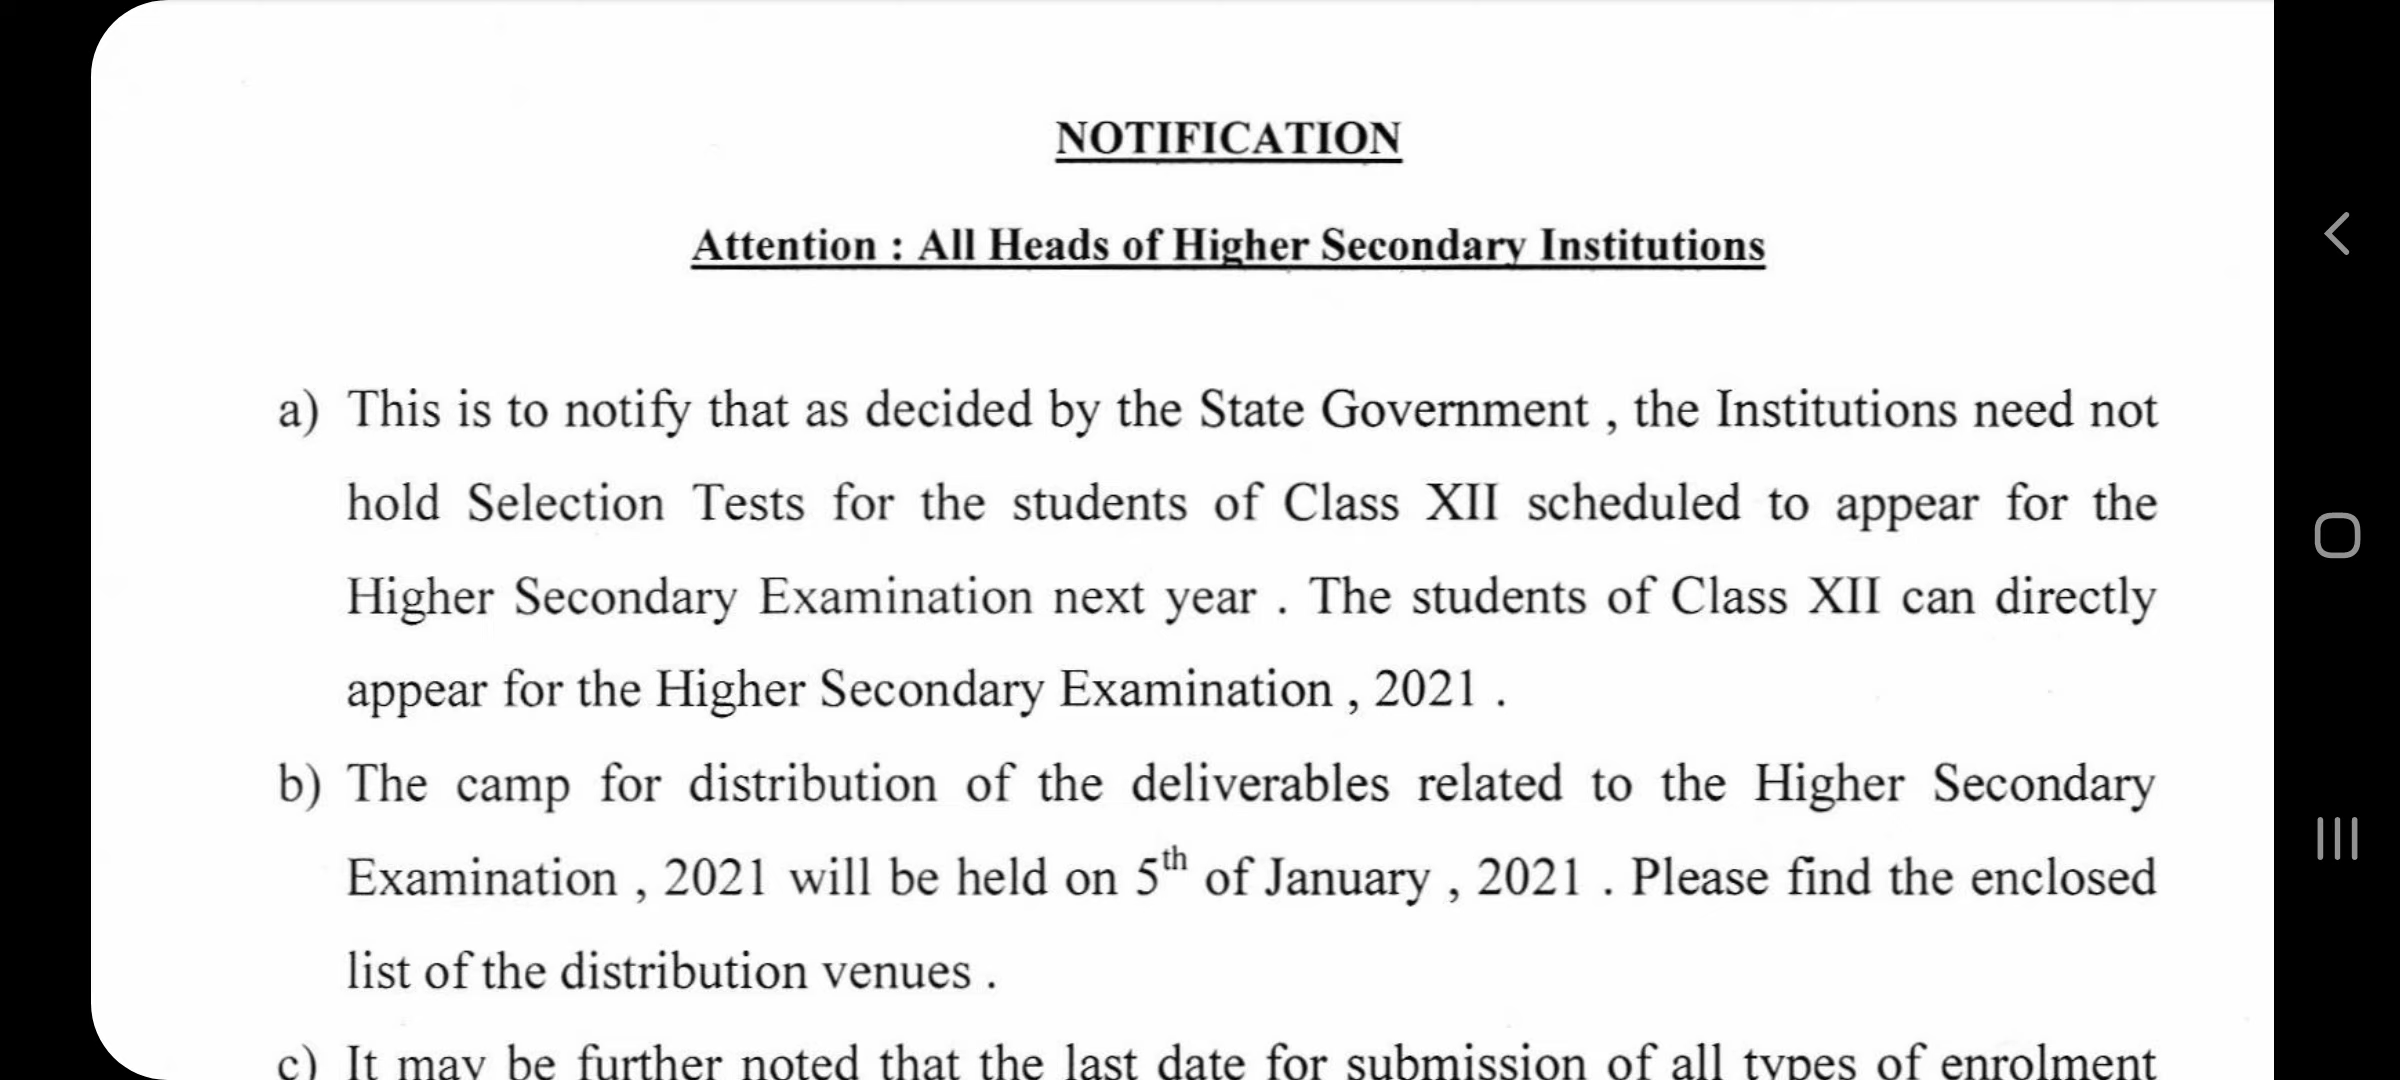 NOTIFICATION
Attention : All Heads of Higher Secondary Institutions
a) This is to notify that as decided by the State Government , the Institutions need not
hold Selection Tests for the students of Class XII scheduled to appear for the
Higher Secondary Examination next year . The students of Class XII can directly
appear for the Higher Secondary Examination , 2021 .
b) The camp for distribution of the deliverables related to the Higher Secondary
Examination , 2021 will be held on 5th of January , 2021 . Please find the enclosed
list of the distribution venues .
c) It may be further noted that the last date for submission of all types of enrolment